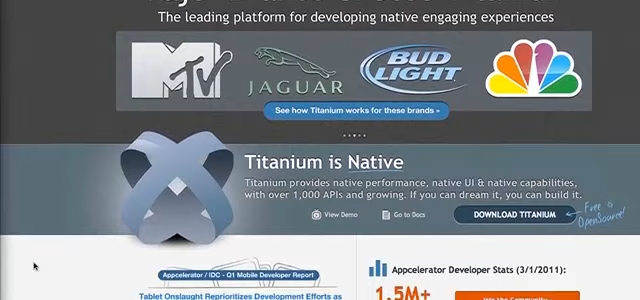 The leading platform for developing native engaging experiences
MTV
JAGUAR
BUD
LIGHT
See how Titanium works for these brands »
Titanium is Native
Titanium provides native performance, native UI & native capabilities,
with over 1,000 APIs and growing. If you can dream it, you can build it.
View Demo
Go to Docs
DOWNLOAD TITANIUM
Free &
OpenSource!
Appcelerator / IDC - Q1 Mobile Developer Report
Tablet Onslaught Reprioritizes Development Efforts as
Appcelerator Developer Stats (3/1/2011):
1.5M+